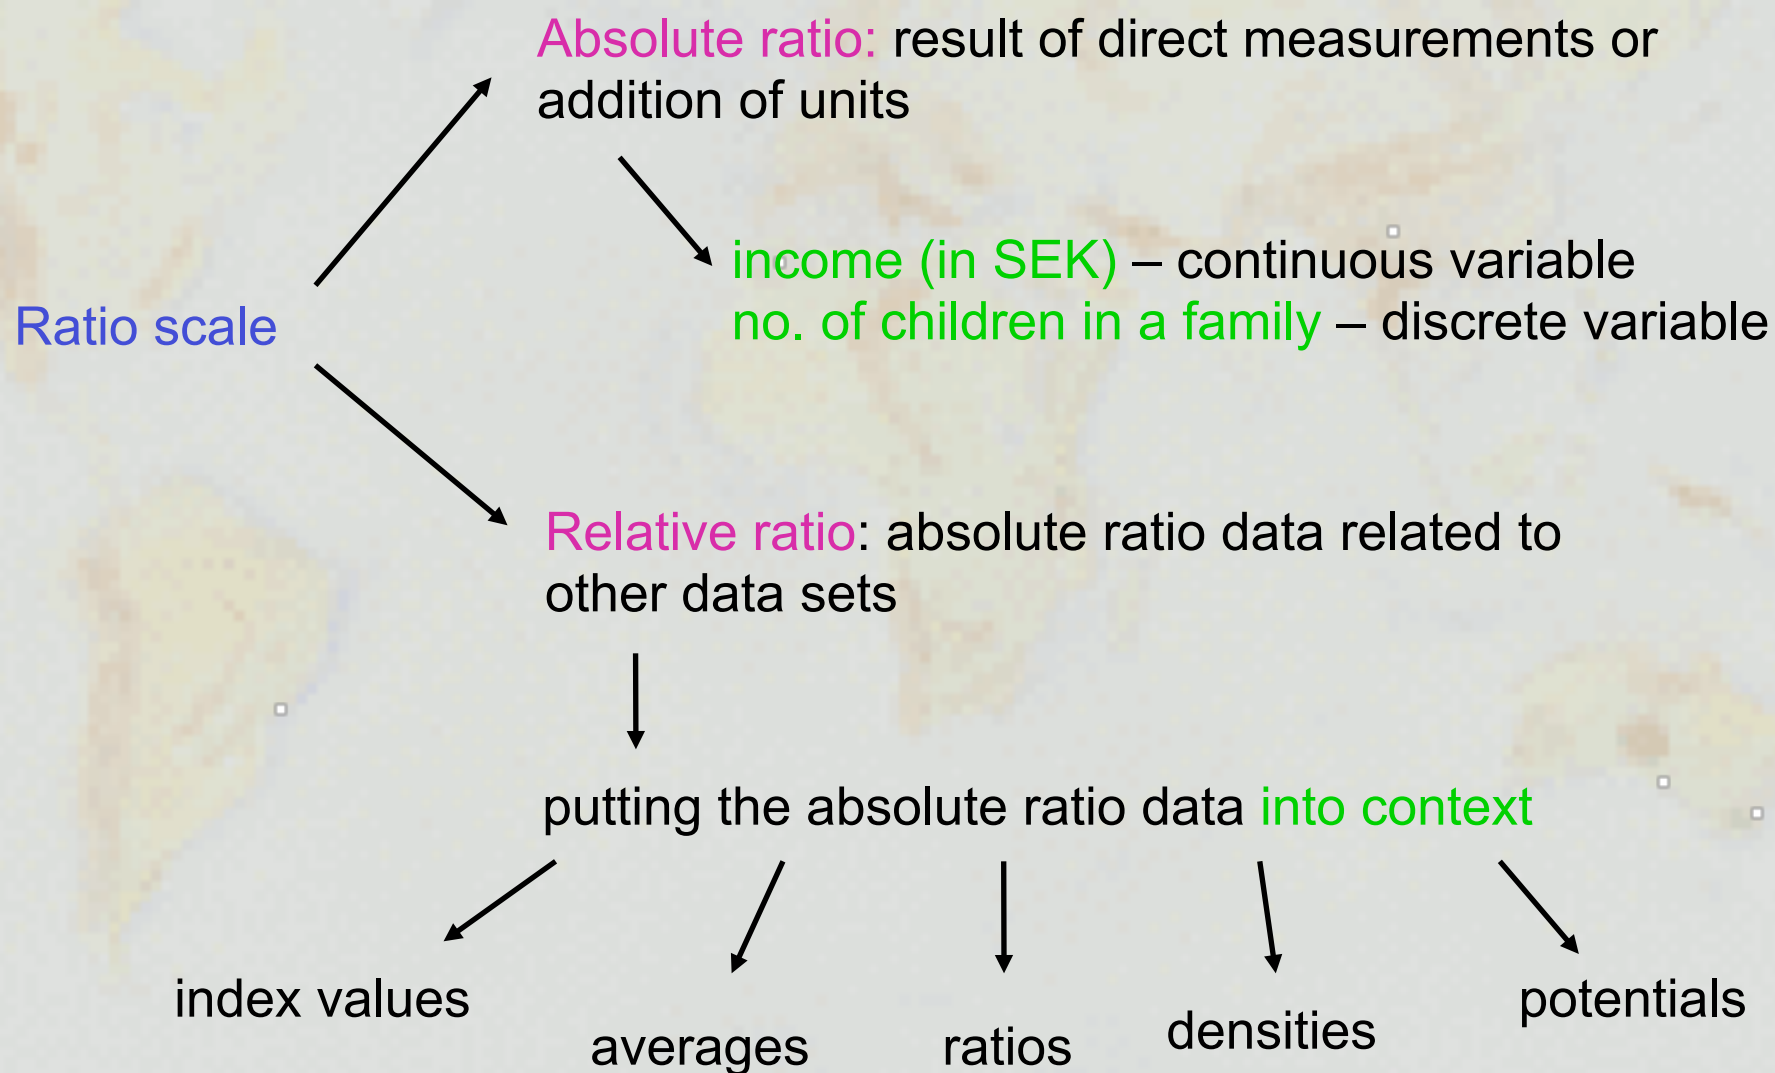 Absolute ratio: result of direct measurements or
addition of units
income (in SEK) – continuous variable
no. of children in a family – discrete variable
Ratio scale
Relative ratio: absolute ratio data related to
other data sets
putting the absolute ratio data into context
index values
averages
ratios
densities
potentials